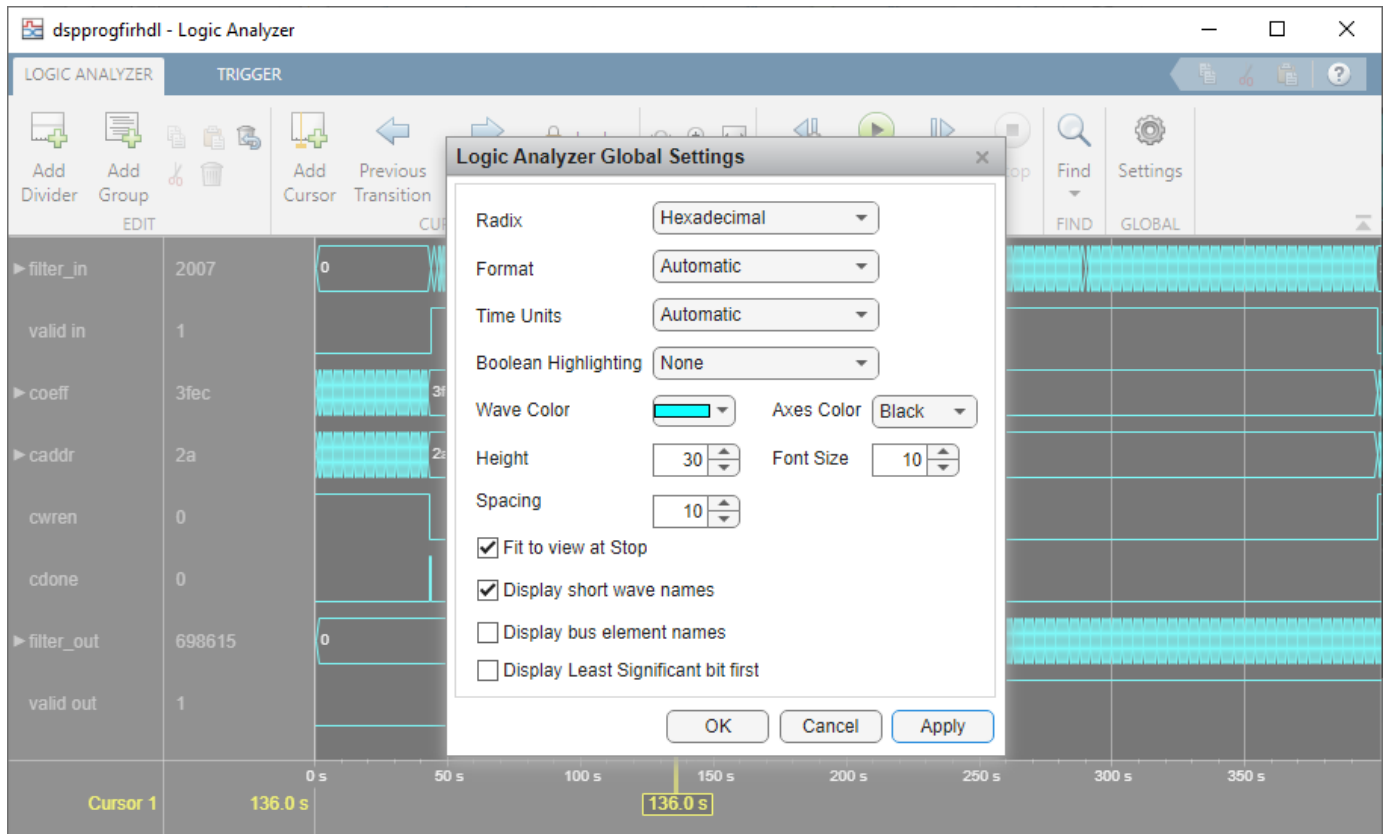 dspprogfirhdl - Logic Analyzer
LOGIC ANALYZER TRIGGER
?
Add Divider
Add Group
Add Cursor
Previous Transition
Find
Settings
EDIT
FIND
GLOBAL
Logic Analyzer Global Settings
Radix Hexadecimal
Format Automatic
Time Units Automatic
Boolean Highlighting None
Wave Color Axes Color Black
Height 30 Font Size 10
Spacing 10
Fit to view at Stop
Display short wave names
Display bus element names
Display Least Significant bit first
OK Cancel Apply
filter_in 2007 0
valid in 1
coeff 3fec
caddr 2a
cwren 0
cdone 0
filter_out 698615 0
valid out 1
0 s 50 s 100 s 150 s 200 s 250 s 300 s 350 s
Cursor 1 136.0 s 136.0 s